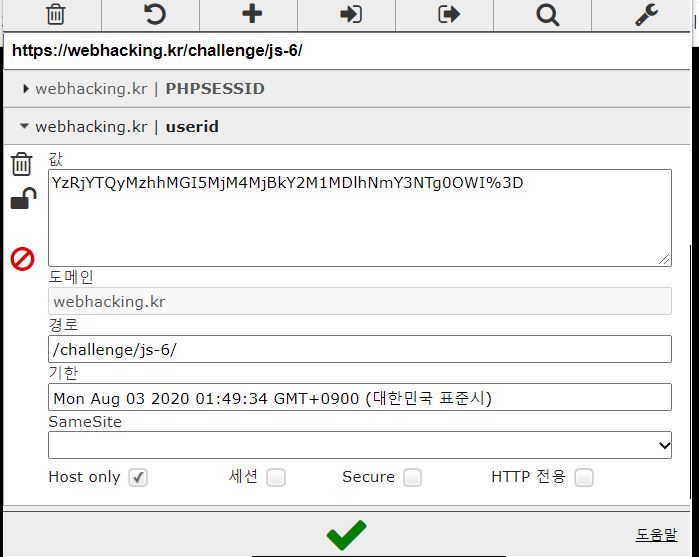 https://webhacking.kr/challenge/js-6/
webhacking.kr | PHPSESSID
webhacking.kr | userid
값
YzRjYTQyMzhhMGI5MjM4MjBkY2M1MDlhNmY3NTg0OWI%3D
도메인
webhacking.kr
경로
/challenge/js-6/
기한
Mon Aug 03 2020 01:49:34 GMT+0900 (대한민국 표준시)
SameSite
Host only 세션 Secure HTTP 전용
도움말